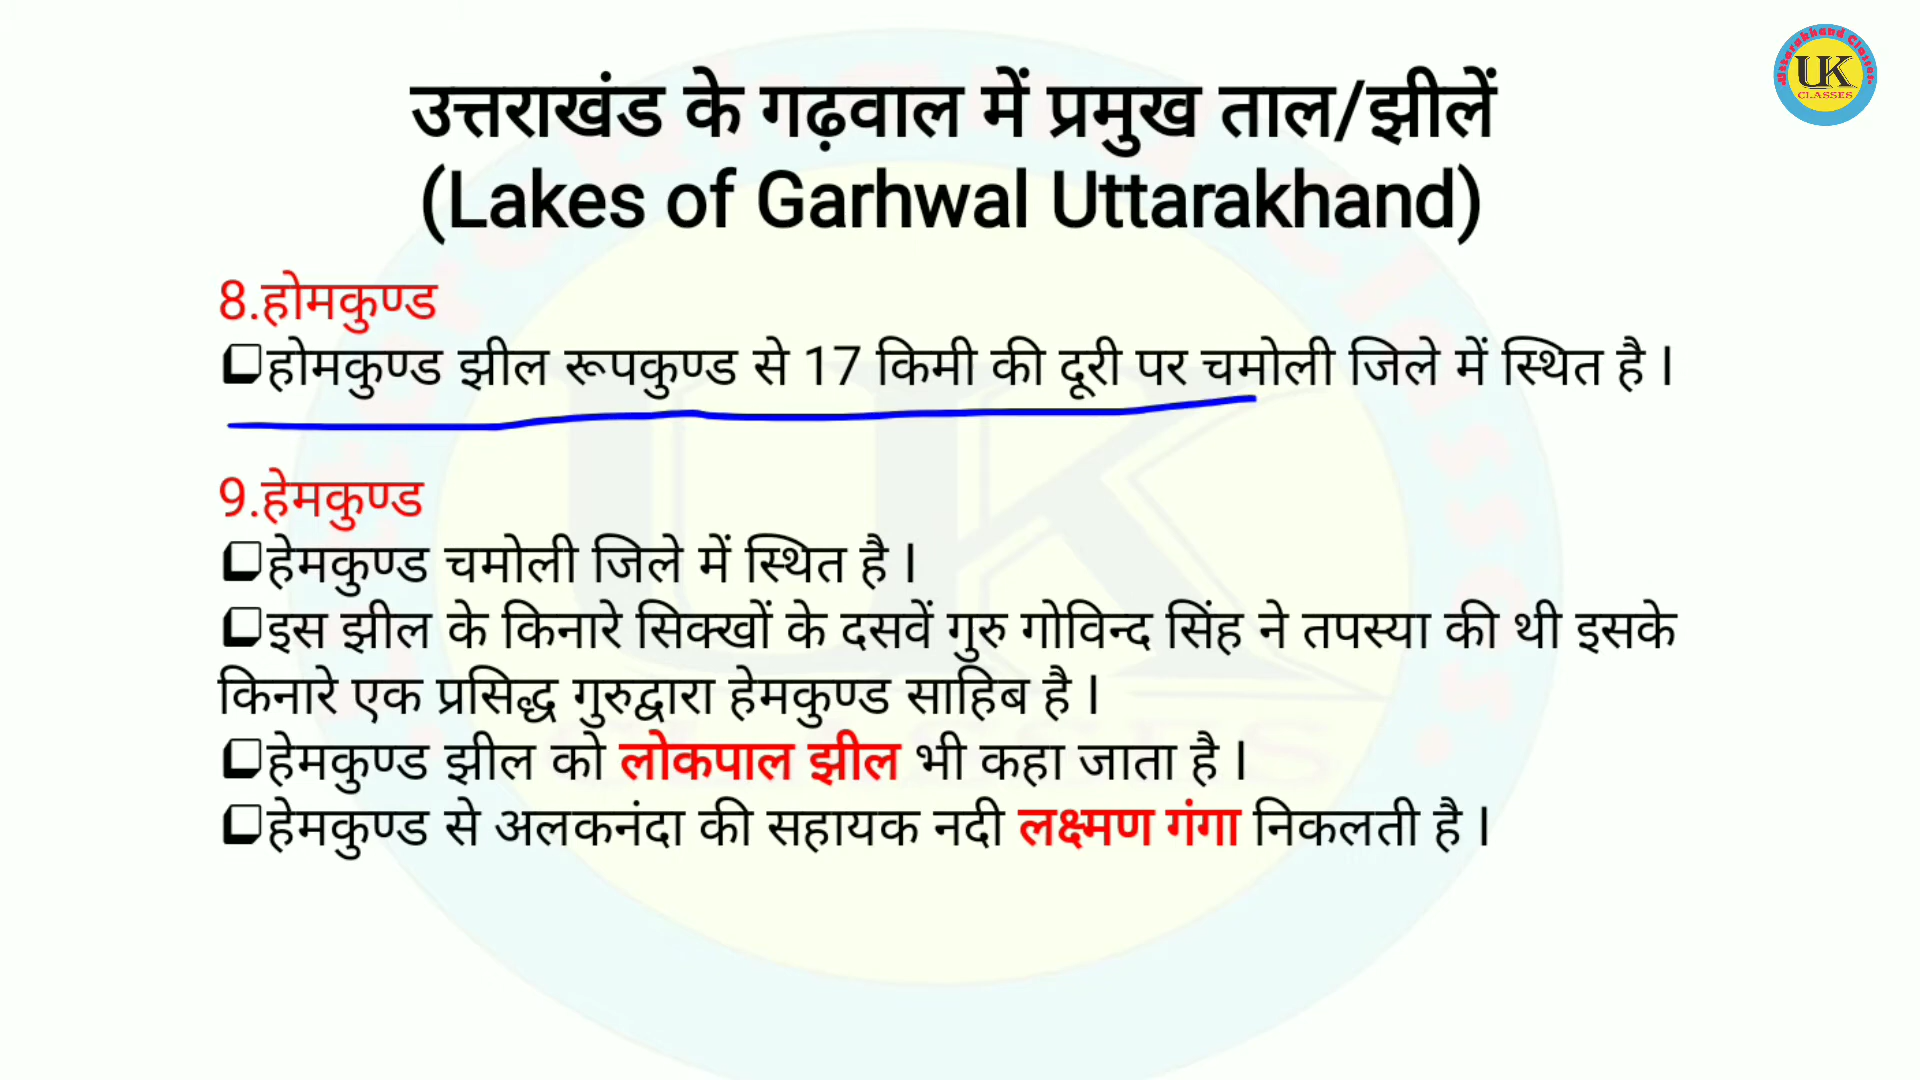 उत्तराखंड के गढ़वाल में प्रमुख ताल/झीलें
(Lakes of Garhwal Uttarakhand)
Uttarakhand Classes
UK
CLASSES
8.होमकुण्ड
❑होमकुण्ड झील रूपकुण्ड से 17 किमी की दूरी पर चमोली जिले में स्थित है l
9.हेमकुण्ड
❑हेमकुण्ड चमोली जिले में स्थित है l
❑इस झील के किनारे सिक्खों के दसवें गुरु गोविन्द सिंह ने तपस्या की थी इसके
किनारे एक प्रसिद्ध गुरुद्वारा हेमकुण्ड साहिब है l
❑हेमकुण्ड झील को लोकपाल झील भी कहा जाता है l
❑हेमकुण्ड से अलकनंदा की सहायक नदी लक्ष्मण गंगा निकलती है l